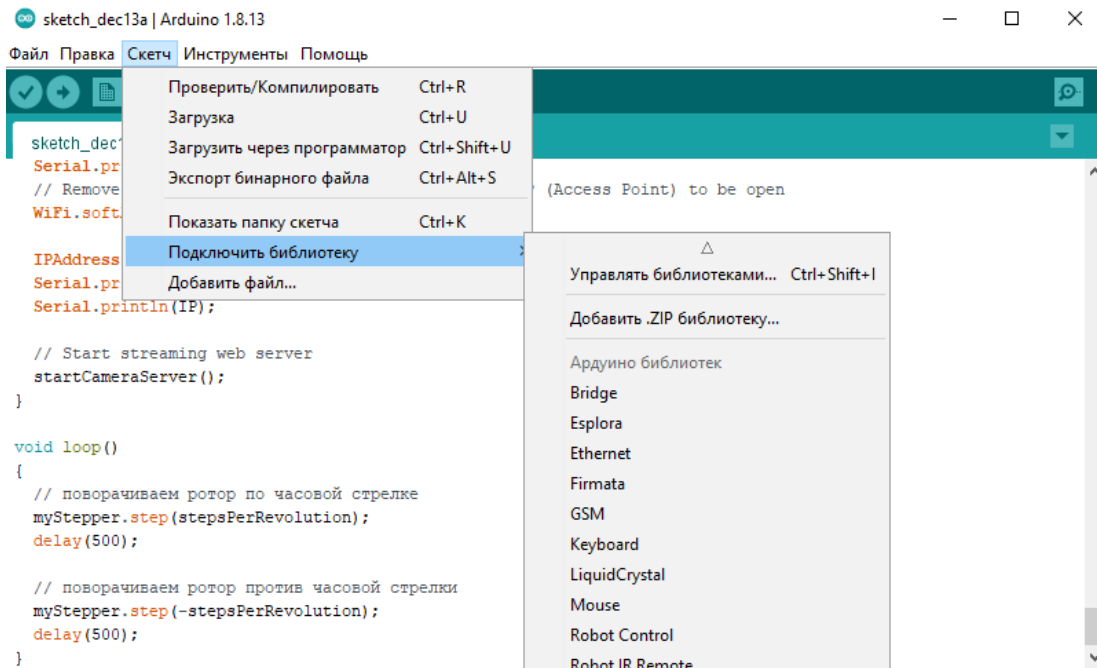 sketch_dec13a | Arduino 1.8.13
Файл Правка Скетч Инструменты Помощь
Проверить/Компилировать Ctrl+R
Загрузка Ctrl+U
Загрузить через программатор Ctrl+Shift+U
Экспорт бинарного файла Ctrl+Alt+S
Показать папку скетча Ctrl+K
Подключить библиотеку
Добавить файл...
Управлять библиотеками... Ctrl+Shift+I
Добавить .ZIP библиотеку...
Ардуино библиотек
Bridge
Esplora
Ethernet
Firmata
GSM
Keyboard
LiquidCrystal
Mouse
Robot Control
Robot IR Remote
sketch_dec
Serial.pr
// Remove (Access Point) to be open
WiFi.soft
IPAddress
Serial.pr
Serial.println(IP);
// Start streaming web server
startCameraServer();
}
void loop()
{
// поворачиваем ротор по часовой стрелке
myStepper.step(stepsPerRevolution);
delay(500);
// поворачиваем ротор против часовой стрелки
myStepper.step(-stepsPerRevolution);
delay(500);
}